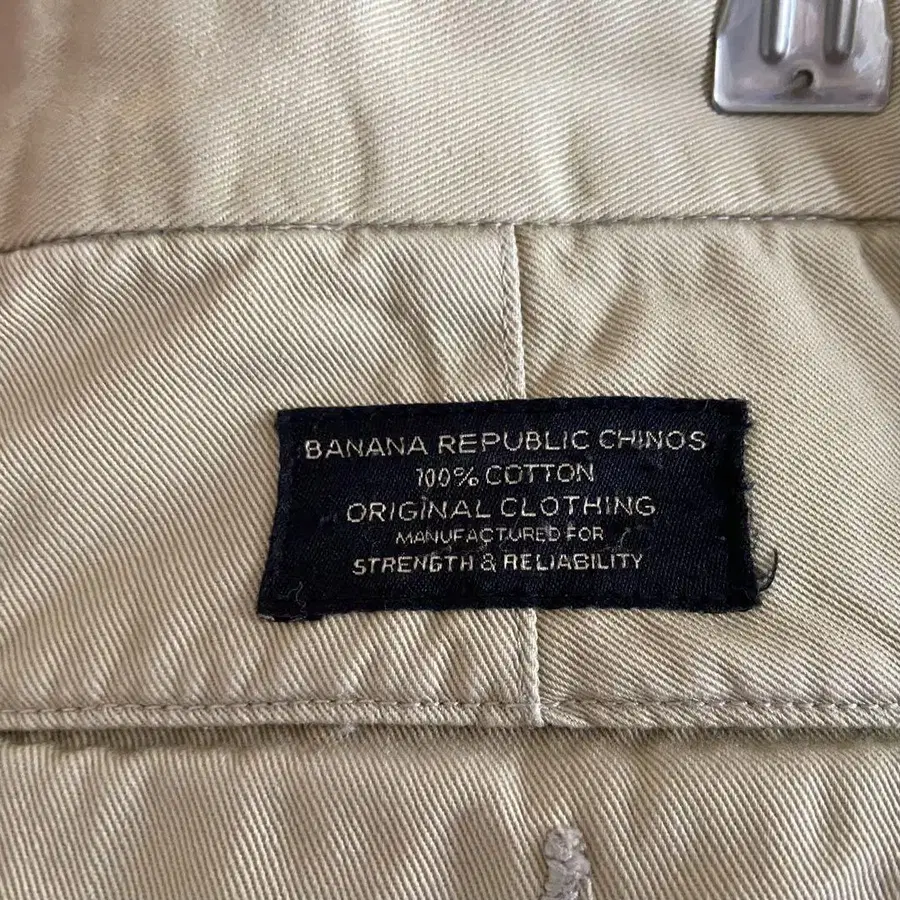 BANANA REPUBLIC CHINOS
100% COTTON
ORIGINAL CLOTHING
MANUFACTURED FOR
STRENGTH & RELIABILITY